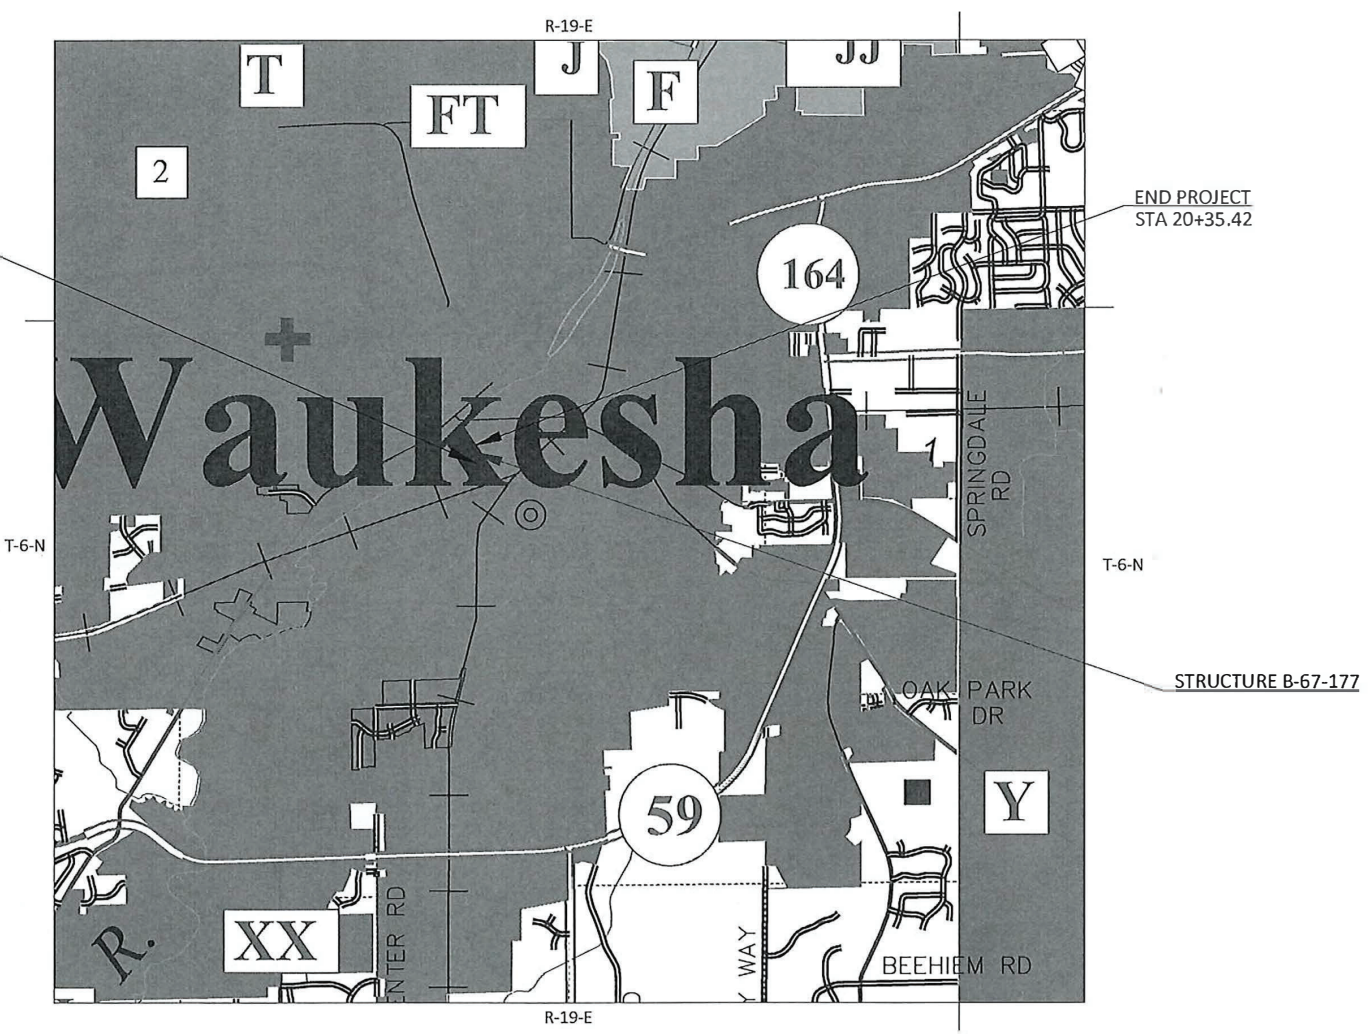 R-19-E
T
J
F
JJ
FT
2
END PROJECT
STA 20+35.42
164
Waukesha
SPRINGDALE
RD
1
T-6-N
T-6-N
STRUCTURE B-67-177
OAK PARK
DR
59
Y
R.
XX
ENTER RD
Y WAY
BEEHIEM RD
R-19-E